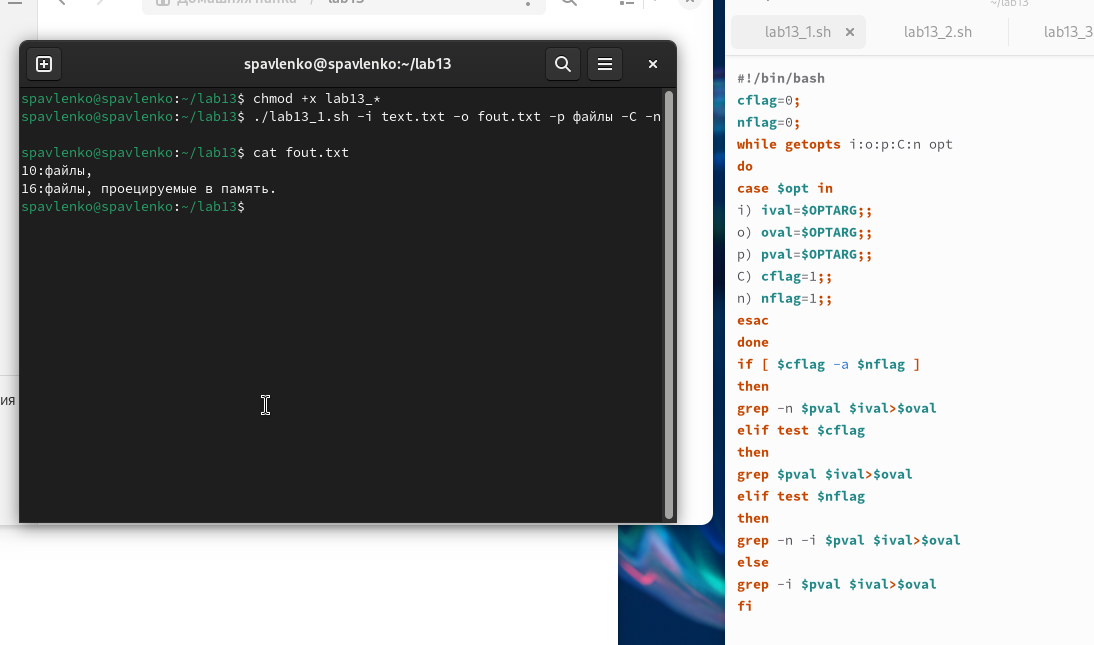 ~/lab13
lab13_1.sh ×
lab13_2.sh
lab13_3
spavlenko@spavlenko:~/lab13
spavlenko@spavlenko:~/lab13$ chmod +x lab13_*
spavlenko@spavlenko:~/lab13$ ./lab13_1.sh -i text.txt -o fout.txt -p файлы -C -n
spavlenko@spavlenko:~/lab13$ cat fout.txt
10:файлы,
16:файлы, проецируемые в память.
spavlenko@spavlenko:~/lab13$
ия
#!/bin/bash
cflag=0;
nflag=0;
while getopts i:o:p:C:n opt
do
case $opt in
i) ival=$OPTARG;;
o) oval=$OPTARG;;
p) pval=$OPTARG;;
C) cflag=1;;
n) nflag=1;;
esac
done
if [ $cflag -a $nflag ]
then
grep -n $pval $ival>$oval
elif test $cflag
then
grep $pval $ival>$oval
elif test $nflag
then
grep -n -i $pval $ival>$oval
else
grep -i $pval $ival>$oval
fi